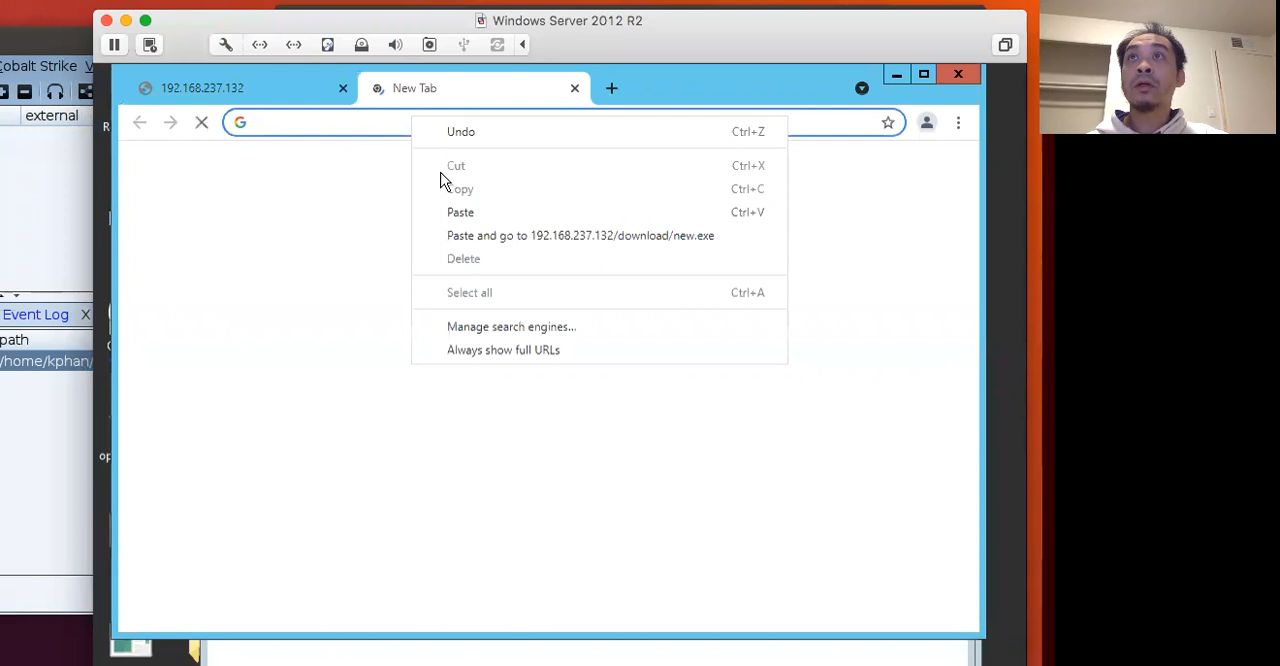 Windows Server 2012 R2
Cobalt Strike V
external
192.168.237.132
New Tab
Undo Ctrl+Z
Cut Ctrl+X
Copy Ctrl+C
Paste Ctrl+V
Paste and go to 192.168.237.132/download/new.exe
Delete
Select all Ctrl+A
Manage search engines...
Always show full URLs
Event Log X
path
/home/kphan/
R
op